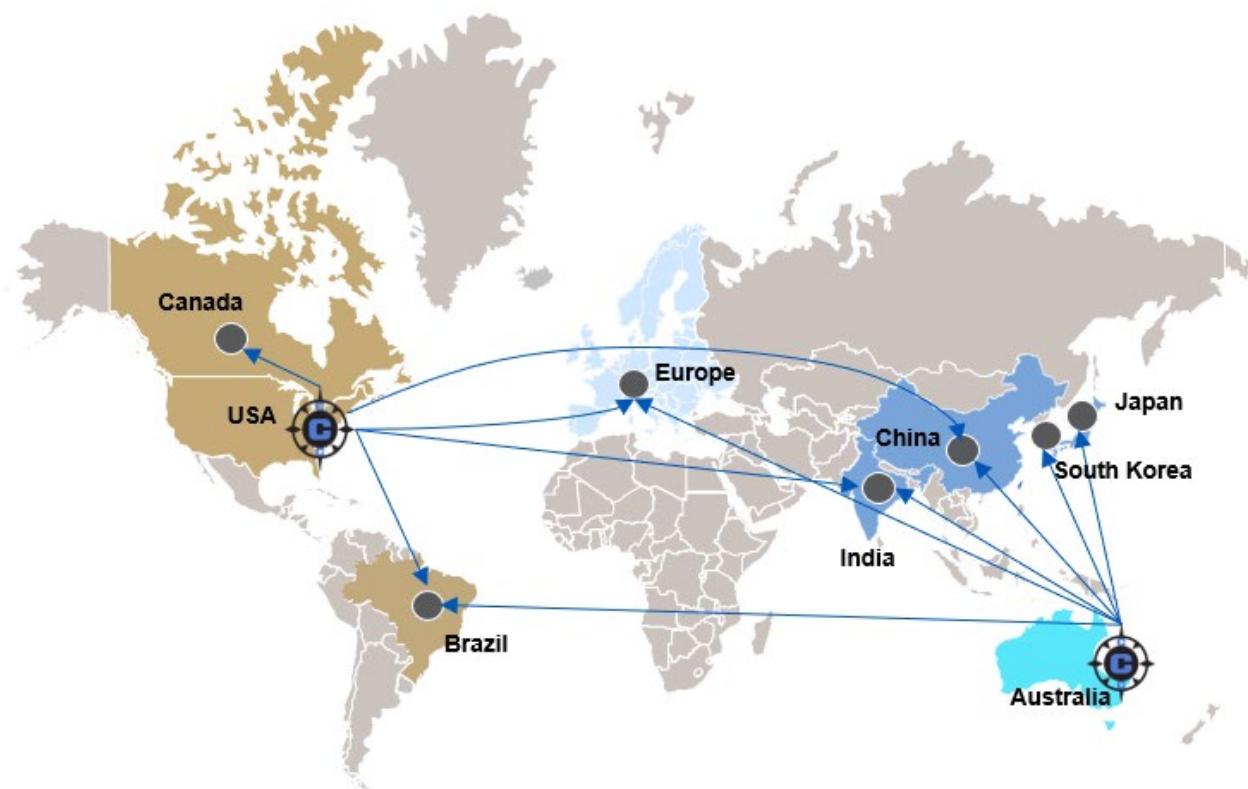 Canada
USA
Europe
Japan
China
South Korea
India
Brazil
Australia
C
C